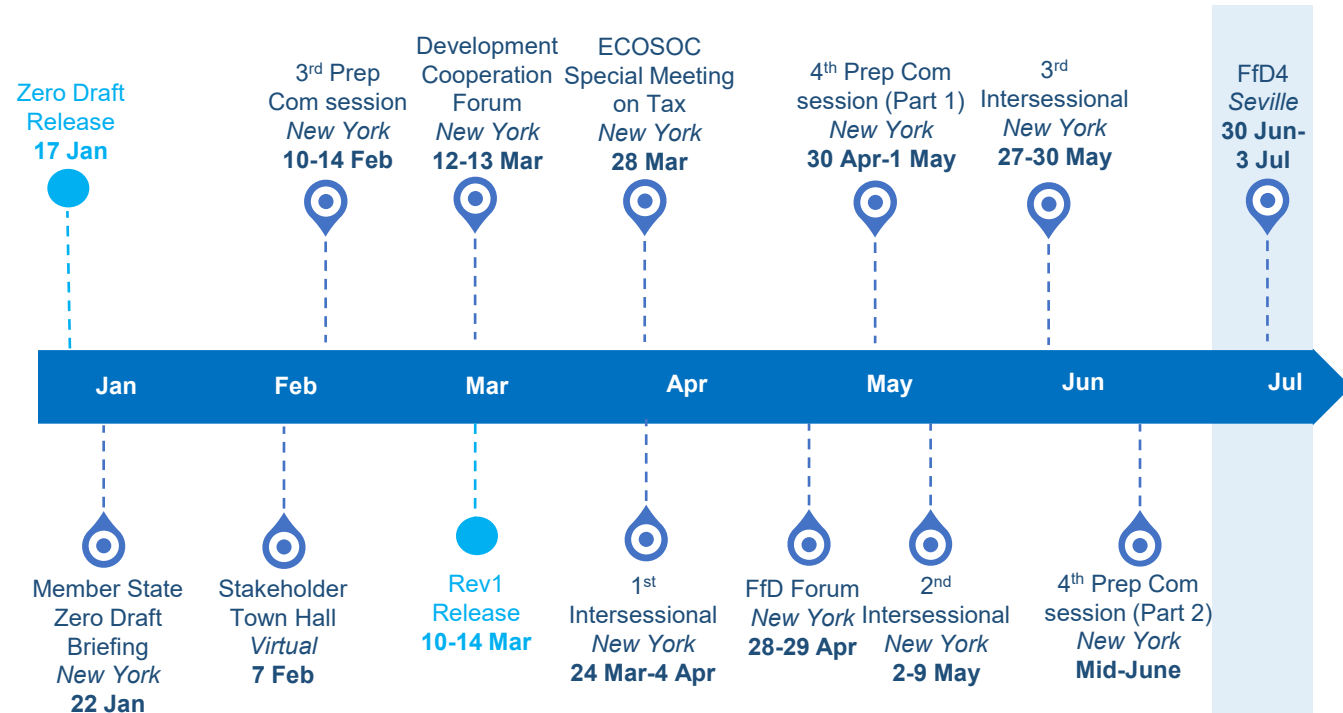 Zero Draft
Release
17 Jan
3rd Prep
Com session
New York
10-14 Feb
Development
Cooperation
Forum
New York
12-13 Mar
ECOSOC
Special Meeting
on Tax
New York
28 Mar
4th Prep Com
session (Part 1)
New York
30 Apr-1 May
3rd
Intersessional
New York
27-30 May
FfD4
Seville
30 Jun-
3 Jul
Jan
Feb
Mar
Apr
May
Jun
Jul
Member State
Zero Draft
Briefing
New York
22 Jan
Stakeholder
Town Hall
Virtual
7 Feb
Rev1
Release
10-14 Mar
1st
Intersessional
New York
24 Mar-4 Apr
FfD Forum
New York
28-29 Apr
2nd
Intersessional
New York
2-9 May
4th Prep Com
session (Part 2)
New York
Mid-June